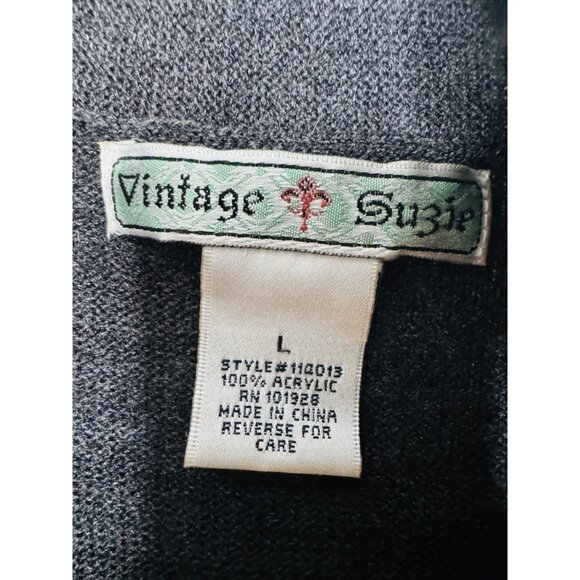 Vintage Suzie
L
STYLE#110013
100% ACRYLIC
RN 101928
MADE IN CHINA
REVERSE FOR
CARE